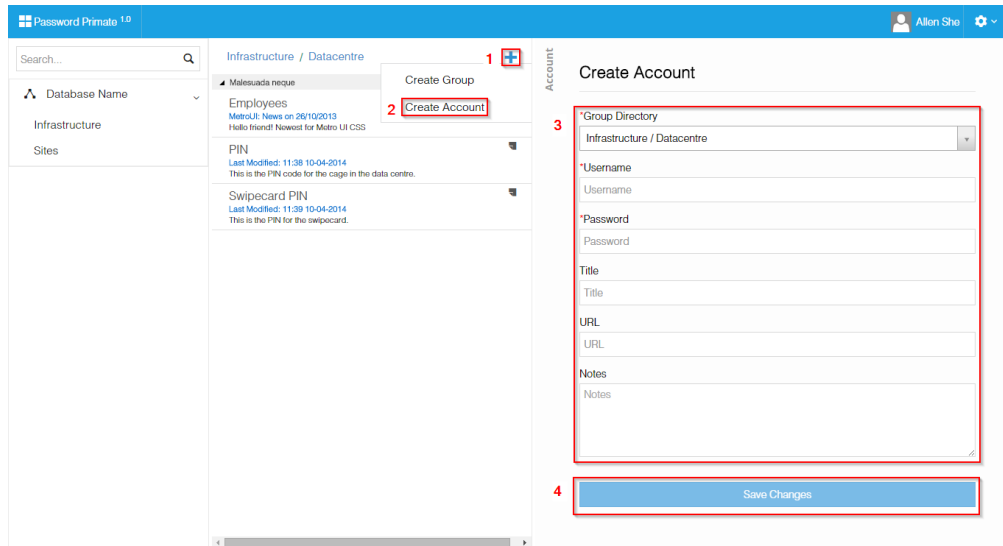 Password Primate 1.0
Allen She
Search...
Database Name
Infrastructure
Sites
Infrastructure / Datacentre
1
Create Group
2 Create Account
Malesuada neque
Employees
MetroUI: News on 26/10/2013
Hello friend! Newest for Metro UI CSS
PIN
Last Modified: 11:38 10-04-2014
This is the PIN code for the cage in the data centre.
Swipecard PIN
Last Modified: 11:39 10-04-2014
This is the PIN for the swipecard.
Account
Create Account
3
*Group Directory
Infrastructure / Datacentre
*Username
Username
*Password
Password
Title
Title
URL
URL
Notes
Notes
4
Save Changes